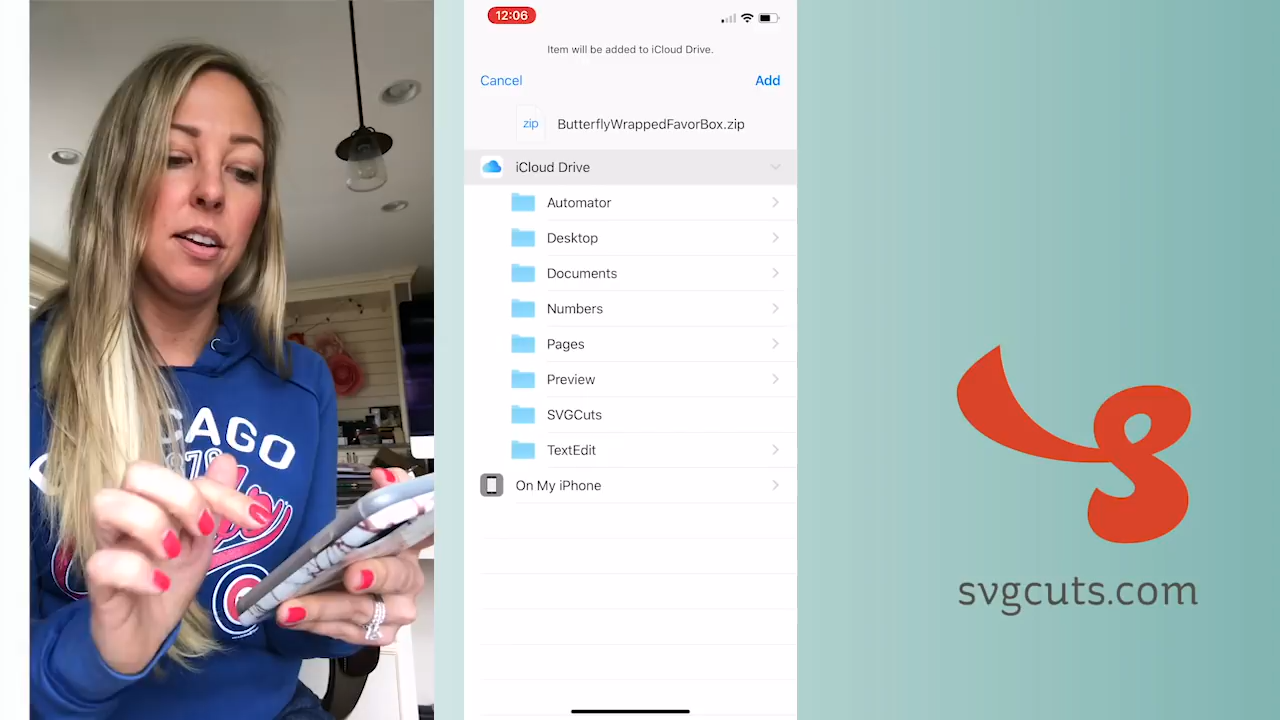 12:06
Item will be added to iCloud Drive.
Cancel
Add
zip
ButterflyWrappedFavorBox.zip
iCloud Drive
Automator
Desktop
Documents
Numbers
Pages
Preview
SVGCuts
TextEdit
On My iPhone
CAGO
svgcuts.com